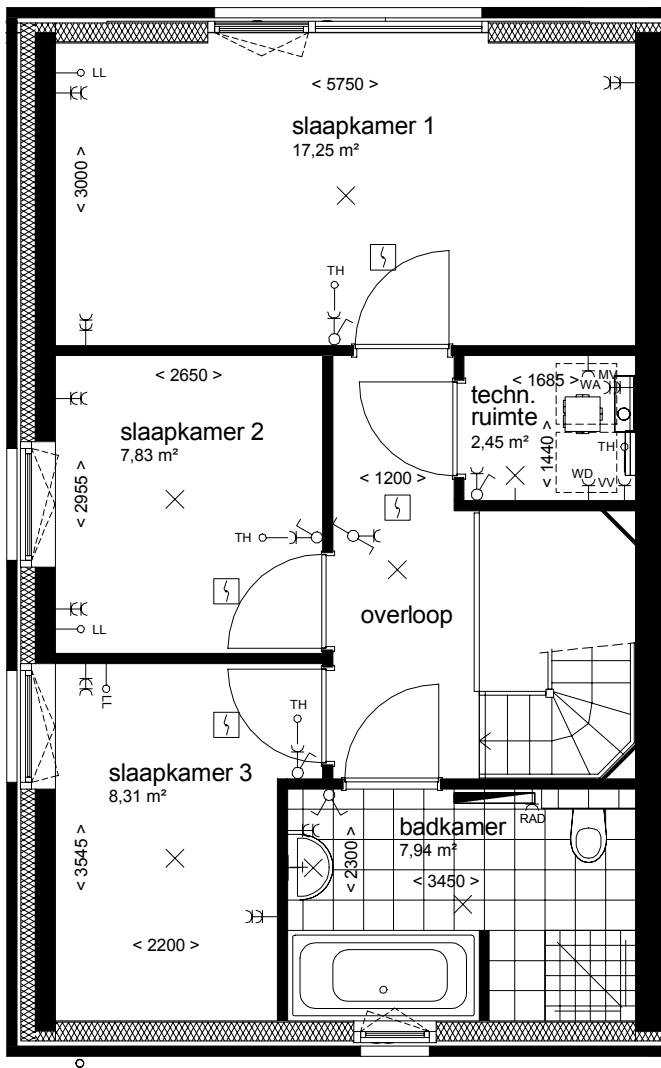 LL
< 5750 >
slaapkamer 1
17,25 m²
< 3000 >
TH
< 2650 >
slaapkamer 2
7,83 m²
< 2955 >
TH
LL
< 1685 >
MV
WA
techn.
ruimte
2,45 m²
< 1440 >
TH
WD
VV
< 1200 >
overloop
LL
TH
slaapkamer 3
8,31 m²
< 3545 >
< 2200 >
RAD
badkamer
7,94 m²
< 2300 >
< 3450 >